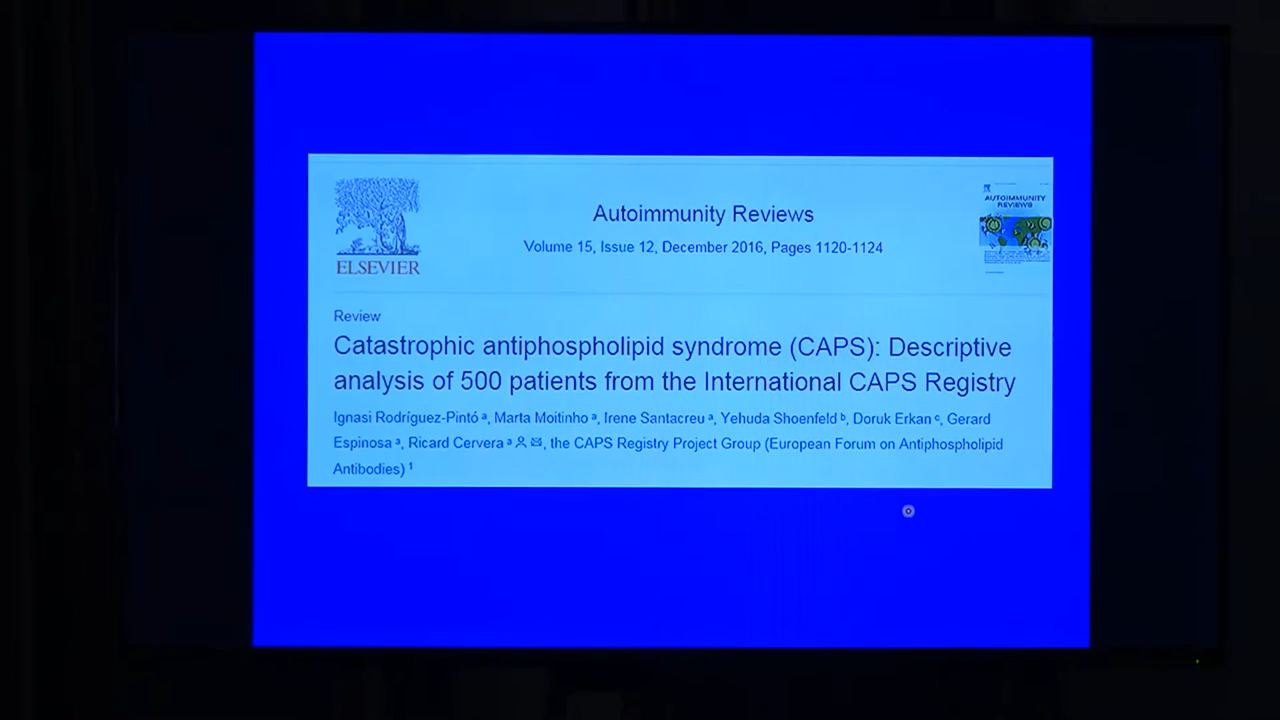 Autoimmunity Reviews
Volume 15, Issue 12, December 2016, Pages 1120-1124
ELSEVIER
AUTOIMMUNITY
REVIEWS
Review
Catastrophic antiphospholipid syndrome (CAPS): Descriptive
analysis of 500 patients from the International CAPS Registry
Ignasi Rodríguez-Pintó a, Marta Moitinho a, Irene Santacreu a, Yehuda Shoenfeld b, Doruk Erkan c, Gerard
Espinosa a, Ricard Cervera a, the CAPS Registry Project Group (European Forum on Antiphospholipid
Antibodies) 1